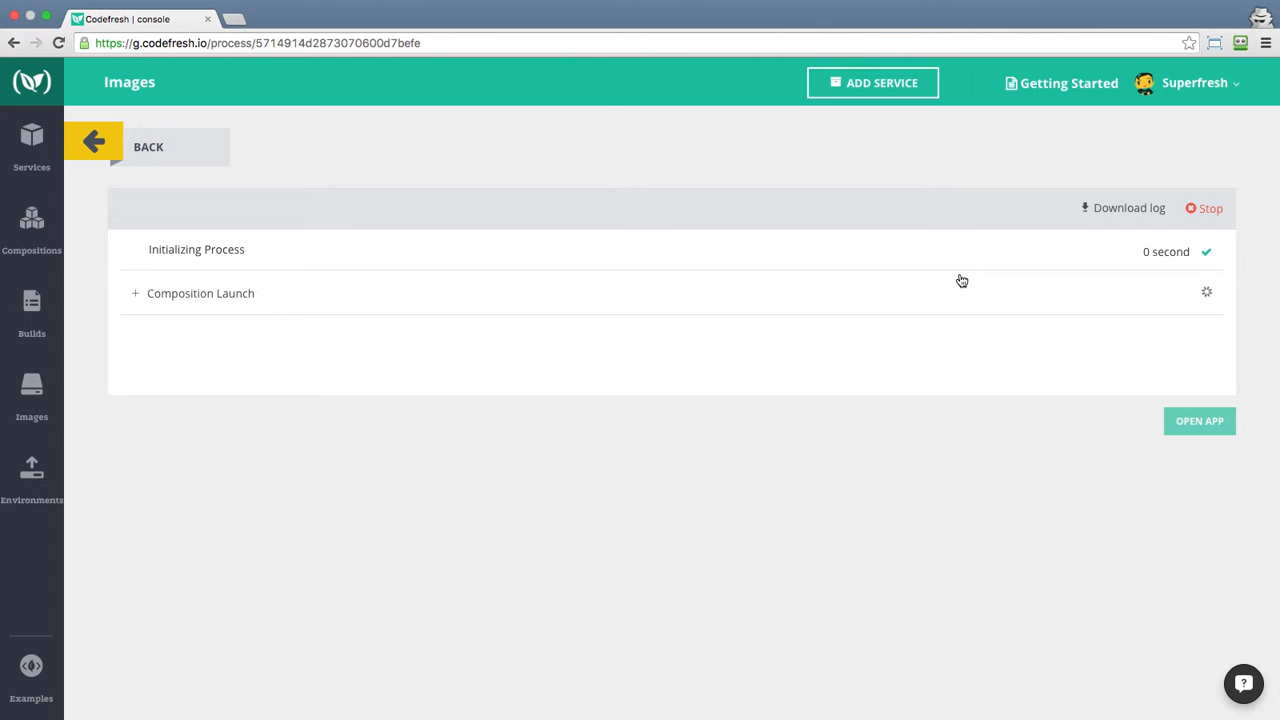 Codefresh | console
https://g.codefresh.io/process/5714914d2873070600d7befe
Images
ADD SERVICE
Getting Started
Superfresh
Services
Compositions
Builds
Images
Environments
Examples
BACK
Download log
Stop
Initializing Process
0 second
+ Composition Launch
OPEN APP